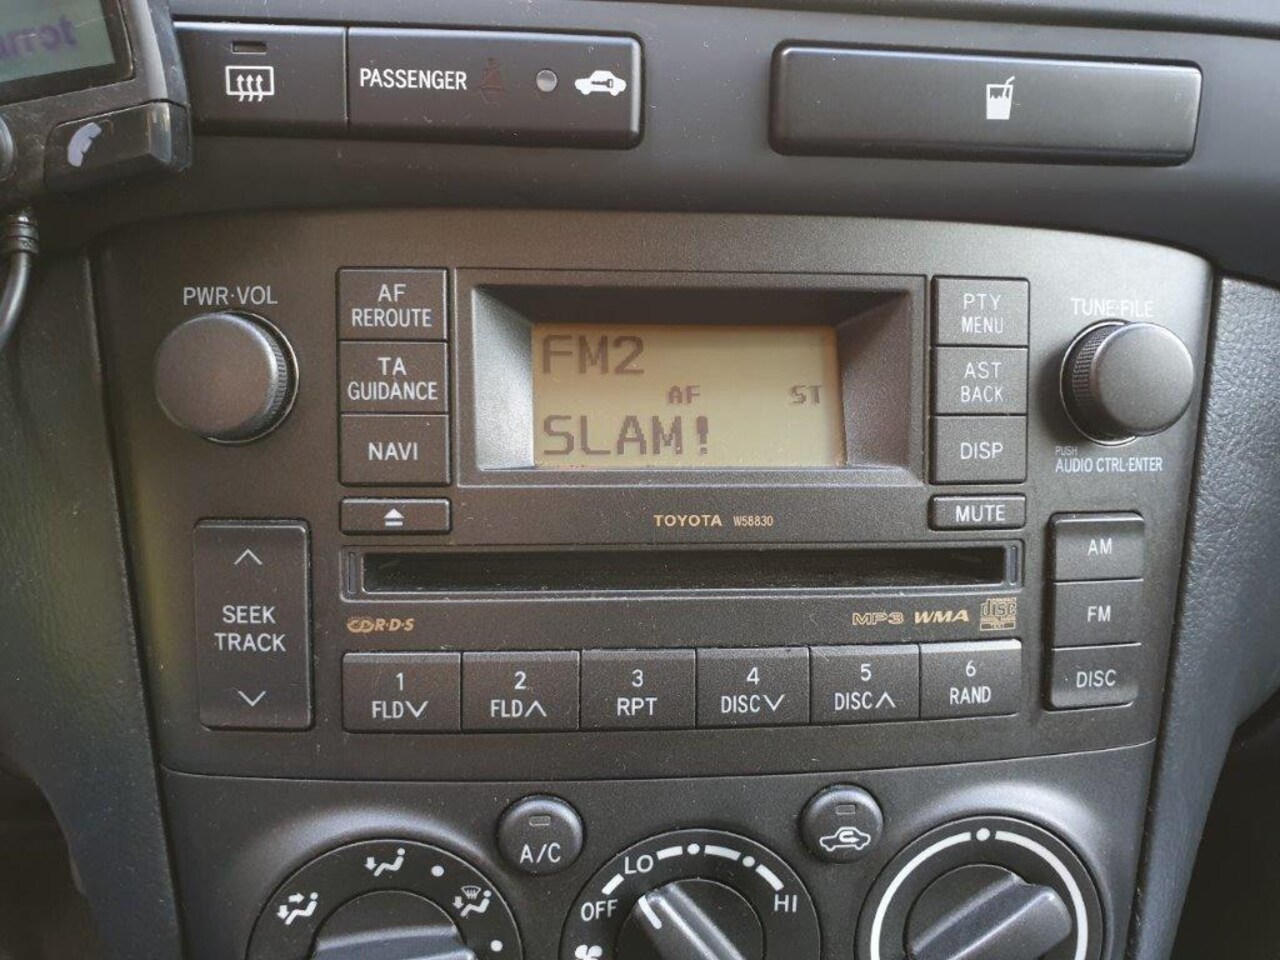 PASSENGER
PWR·VOL
AF
REROUTE
TA
GUIDANCE
NAVI
FM2
AF ST
SLAM!
PTY
MENU
AST
BACK
DISP
TUNE·FILE
PUSH
AUDIO CTRL·ENTER
TOYOTA W58830
MUTE
SEEK
TRACK
AM
FM
DISC
R·D·S
MP3 WMA
disc
1
FLD
2
FLD
3
RPT
4
DISC
5
DISC
6
RAND
A/C
LO
OFF
HI